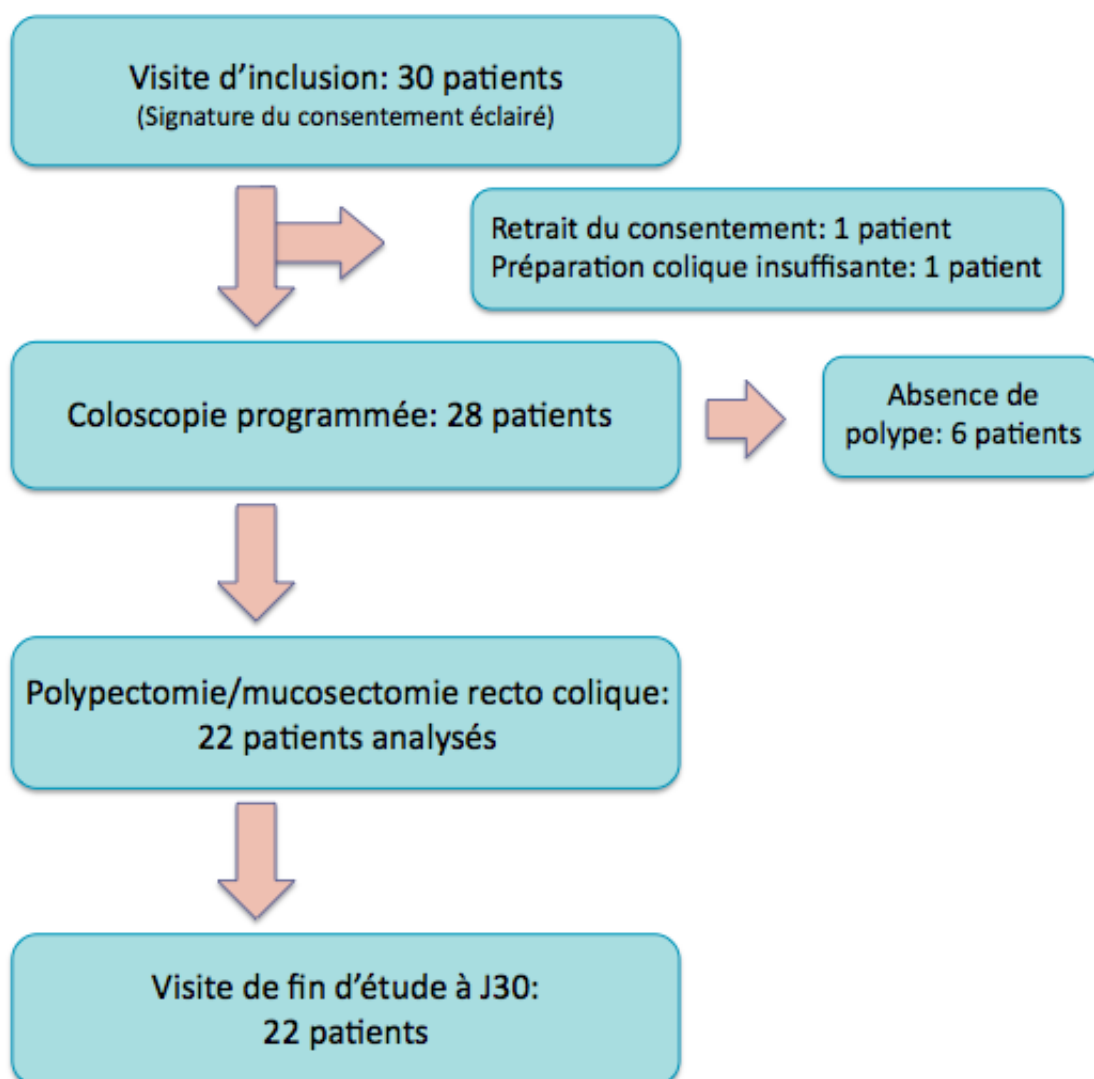 Visite d'inclusion: 30 patients
(Signature du consentement éclairé)
Retrait du consentement: 1 patient
Préparation colique insuffisante: 1 patient
Coloscopie programmée: 28 patients
Absence de
polype: 6 patients
Polypectomie/mucosectomie recto colique:
22 patients analysés
Visite de fin d'étude à J30:
22 patients